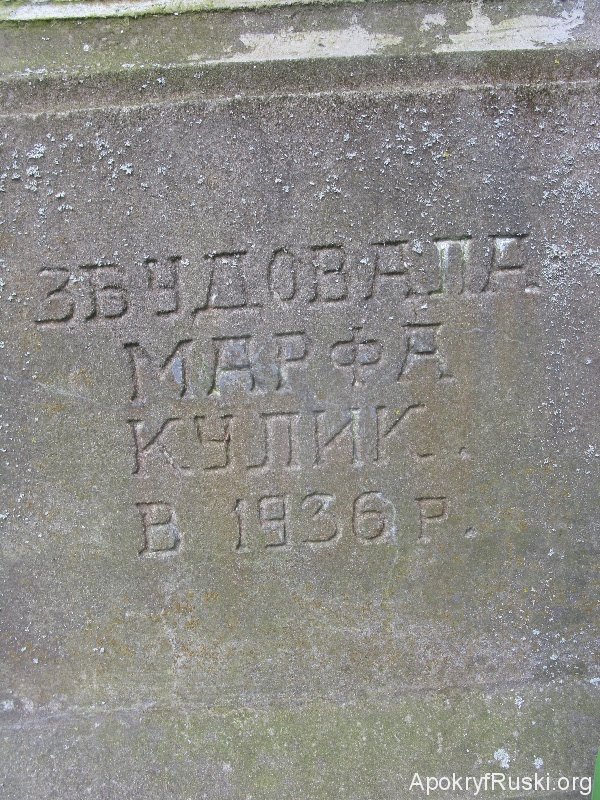 ЗБУДОВАЛА
МАРФА
КУЛИК.
В 1936 Р.
ApokryfRuski.org